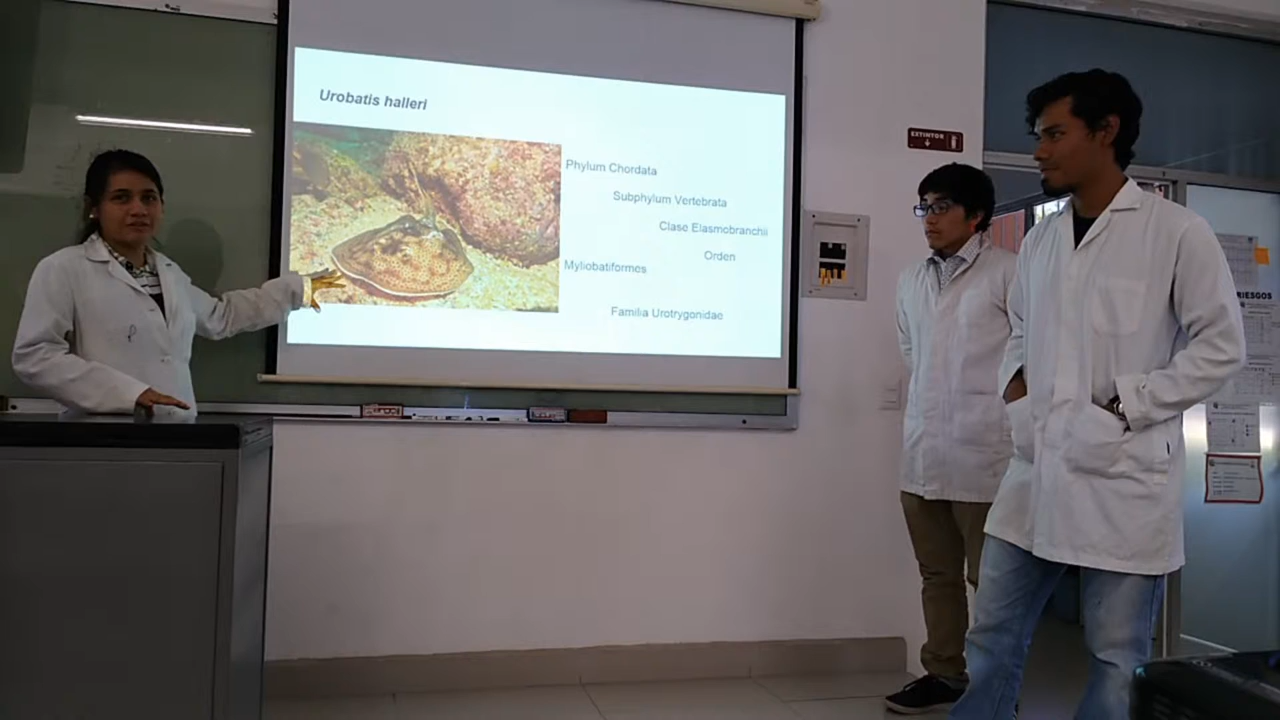 Urobatis halleri
Phylum Chordata
Subphylum Vertebrata
Clase Elasmobranchii
Orden
Myliobatiformes
Familia Urotrygonidae
EXTINTOR
RIESGOS